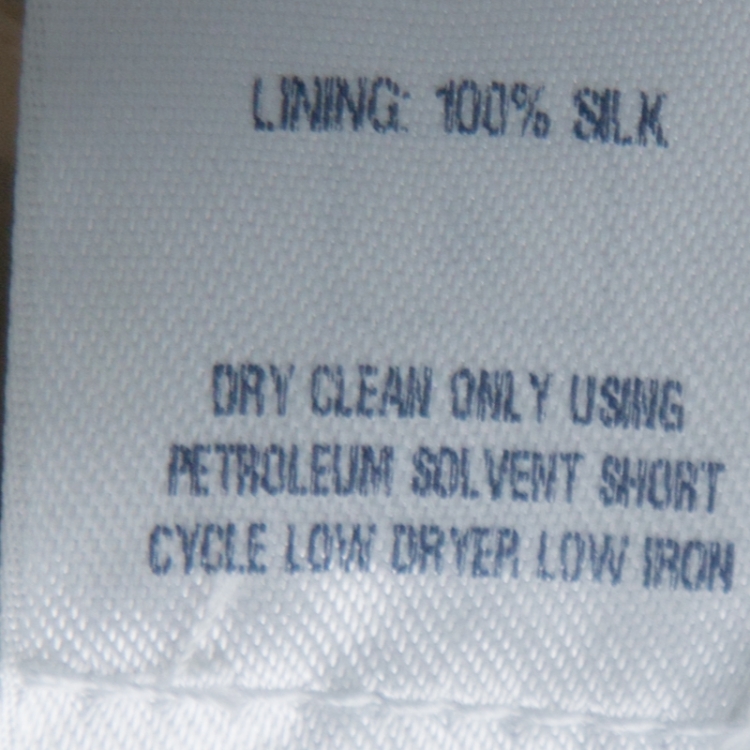 LINING: 100% SILK
DRY CLEAN ONLY USING
PETROLEUM SOLVENT SHORT
CYCLE LOW DRYER LOW IRON